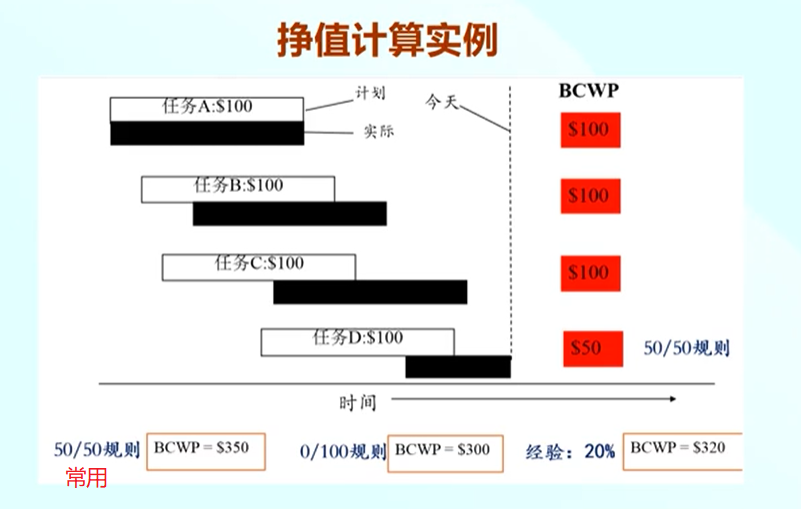 挣值计算实例
任务A:$100
计划
实际
今天
BCWP
$100
任务B:$100
$100
任务C:$100
$100
任务D:$100
$50
50/50规则
时间
50/50规则
BCWP = $350
0/100规则
BCWP = $300
经验：20%
BCWP = $320
常用